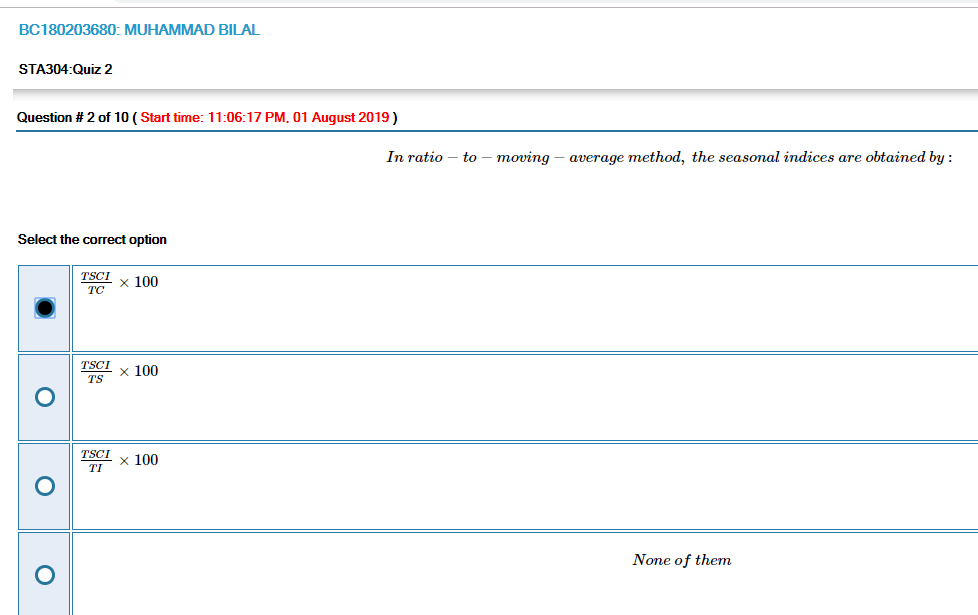 BC180203680: MUHAMMAD BILAL
STA304:Quiz 2
Question # 2 of 10 ( Start time: 11:06:17 PM, 01 August 2019 )
In ratio − to − moving − average method, the seasonal indices are obtained by :
Select the correct option
TSCI/TC × 100
TSCI/TS × 100
TSCI/TI × 100
None of them